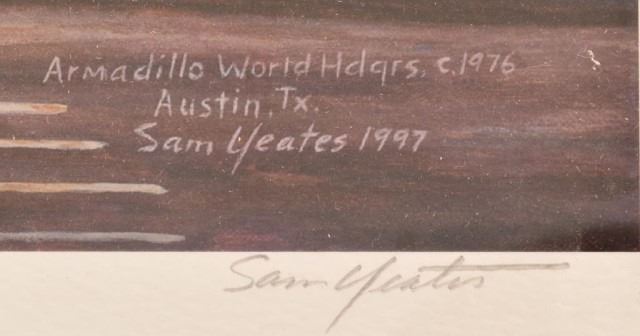 Armadillo World Hdqrs, c.1976
Austin, Tx.
Sam Yeates 1997
Sam Yeates